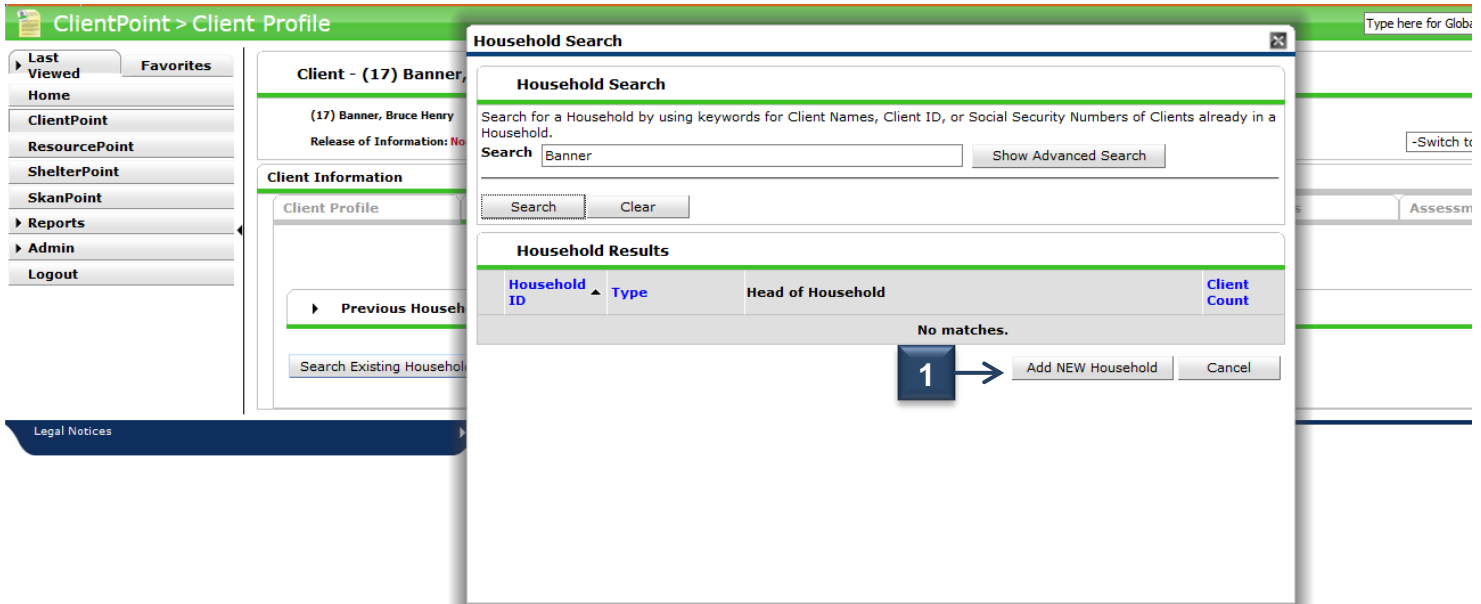 ClientPoint > Client Profile
Type here for Globa
Last Viewed
Favorites
Home
ClientPoint
ResourcePoint
ShelterPoint
SkanPoint
Reports
Admin
Logout
Client - (17) Banner,
(17) Banner, Bruce Henry
Release of Information: No
-Switch to
Client Information
Client Profile
s
Assessm
Previous Househ
Search Existing Househol
Legal Notices
Household Search
Household Search
Search for a Household by using keywords for Client Names, Client ID, or Social Security Numbers of Clients already in a
Household.
Search Banner Show Advanced Search
Search Clear
Household Results
Household ID Type Head of Household Client Count
No matches.
1 Add NEW Household Cancel